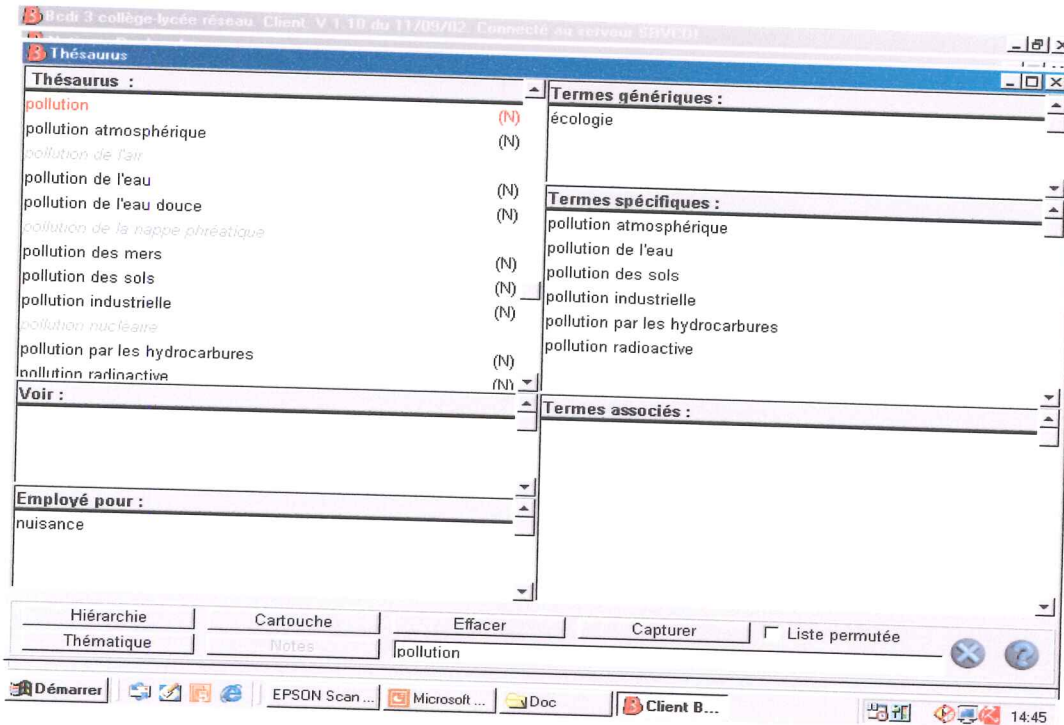 Bcdi 3 collège-lycée réseau. Client. V 1.10 du 11/09/02. Connecté au serveur
Thésaurus
Thésaurus :
pollution (N)
pollution atmosphérique (N)
pollution de l'air
pollution de l'eau (N)
pollution de l'eau douce (N)
pollution de la nappe phréatique
pollution des mers (N)
pollution des sols (N)
pollution industrielle (N)
pollution nucleaire
pollution par les hydrocarbures (N)
pollution radioactive (N)
Termes génériques :
écologie
Termes spécifiques :
pollution atmosphérique
pollution de l'eau
pollution des sols
pollution industrielle
pollution par les hydrocarbures
pollution radioactive
Voir :
Termes associés :
Employé pour :
nuisance
Hiérarchie Cartouche Effacer Capturer Liste permutée
Thématique Notes pollution
Démarrer EPSON Scan ... Microsoft ... Doc Client B... 14:45